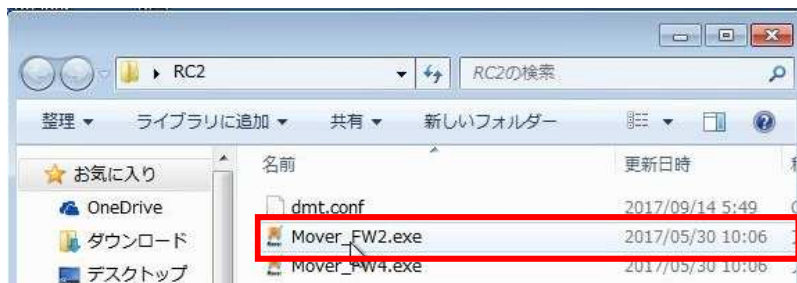 RC2
RC2の検索
整理 ライブラリに追加 共有 新しいフォルダー
お気に入り
OneDrive
ダウンロード
デスクトップ
名前 更新日時
dmt.conf 2017/09/14 5:49
Mover_FW2.exe 2017/05/30 10:06
Mover_FW4.exe 2017/05/30 10:06